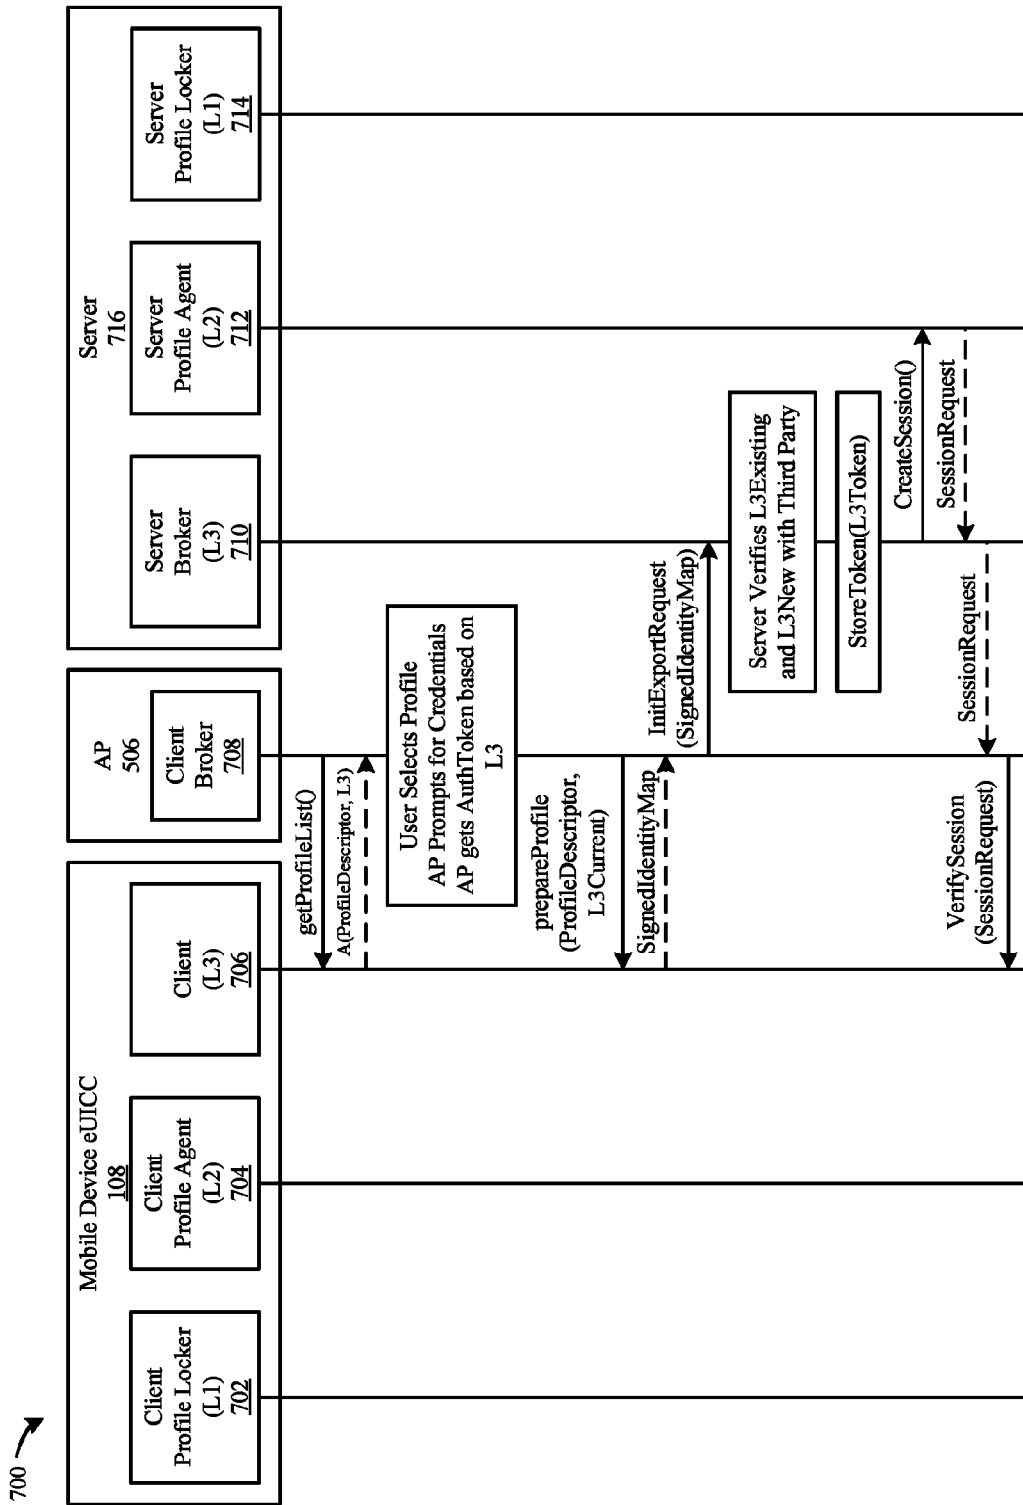 700
Mobile Device eUICC
108
Client
Profile Locker
(L1)
702
Client
Profile Agent
(L2)
704
Client
(L3)
706
AP
506
Client
Broker
708
Server
716
Server
Broker
(L3)
710
Server
Profile Agent
(L2)
712
Server
Profile Locker
(L1)
714
getProfileList()
A(ProfileDescriptor, L3)
User Selects Profile
AP Prompts for Credentials
AP gets AuthToken based on
L3
prepareProfile
(ProfileDescriptor,
L3Current)
SignedIdentityMap
InitExportRequest
(SignedIdentityMap)
Server Verifies L3Existing
and L3New with Third Party
StoreToken(L3Token)
CreateSession()
SessionRequest
SessionRequest
VerifySession
(SessionRequest)